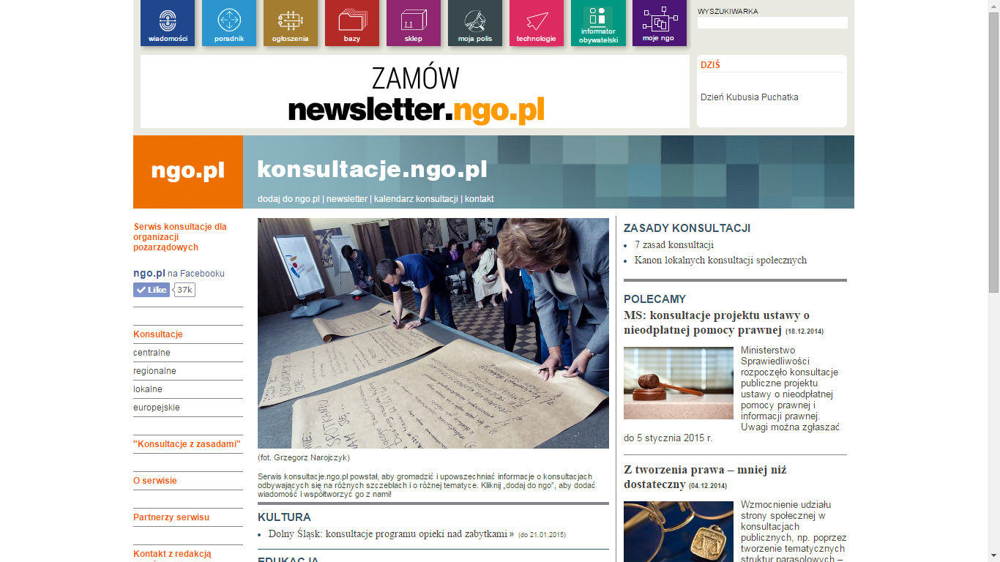 wiadomości
poradnik
ogłoszenia
bazy
sklep
moja polis
technologie
informator
obywatelski
moje ngo
WYSZUKIWARKA
ZAMÓW
newsletter.ngo.pl
DZIŚ
Dzień Kubusia Puchatka
ngo.pl
konsultacje.ngo.pl
dodaj do ngo.pl | newsletter | kalendarz konsultacji | kontakt
Serwis konsultacje dla
organizacji
pozarządowych
ngo.pl na Facebooku
Like 37k
Konsultacje
centralne
regionalne
lokalne
europejskie
"Konsultacje z zasadami"
O serwisie
Partnerzy serwisu
Kontakt z redakcją
(fot. Grzegorz Narojczyk)
Serwis konsultacje.ngo.pl powstał, aby gromadzić i upowszechniać informacje o konsultacjach
odbywających się na różnych szczeblach i o różnej tematyce. Kliknij „dodaj do ngo”, aby dodać
wiadomość i współtworzyć go z nami!
KULTURA
Dolny Śląsk: konsultacje programu opieki nad zabytkami » (do 21.01.2015)
EDUKACJA
ZASADY KONSULTACJI
7 zasad konsultacji
Kanon lokalnych konsultacji społecznych
POLECAMY
MS: konsultacje projektu ustawy o
nieodpłatnej pomocy prawnej (18.12.2014)
Ministerstwo
Sprawiedliwości
rozpoczęło konsultacje
publiczne projektu
ustawy o nieodpłatnej
pomocy prawnej i
informacji prawnej.
Uwagi można zgłaszać
do 5 stycznia 2015 r.
Z tworzenia prawa – mniej niż
dostateczny (04.12.2014)
Wzmocnienie udziału
strony społecznej w
konsultacjach
publicznych, np. poprzez
tworzenie tematycznych
struktur parasolowych –